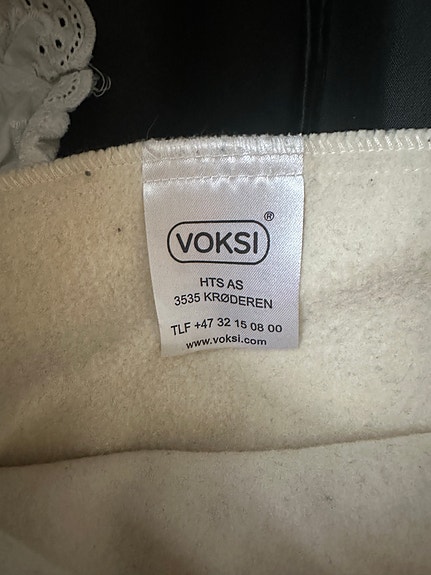 VOKSI ®
HTS AS
3535 KRØDEREN
TLF +47 32 15 08 00
www.voksi.com